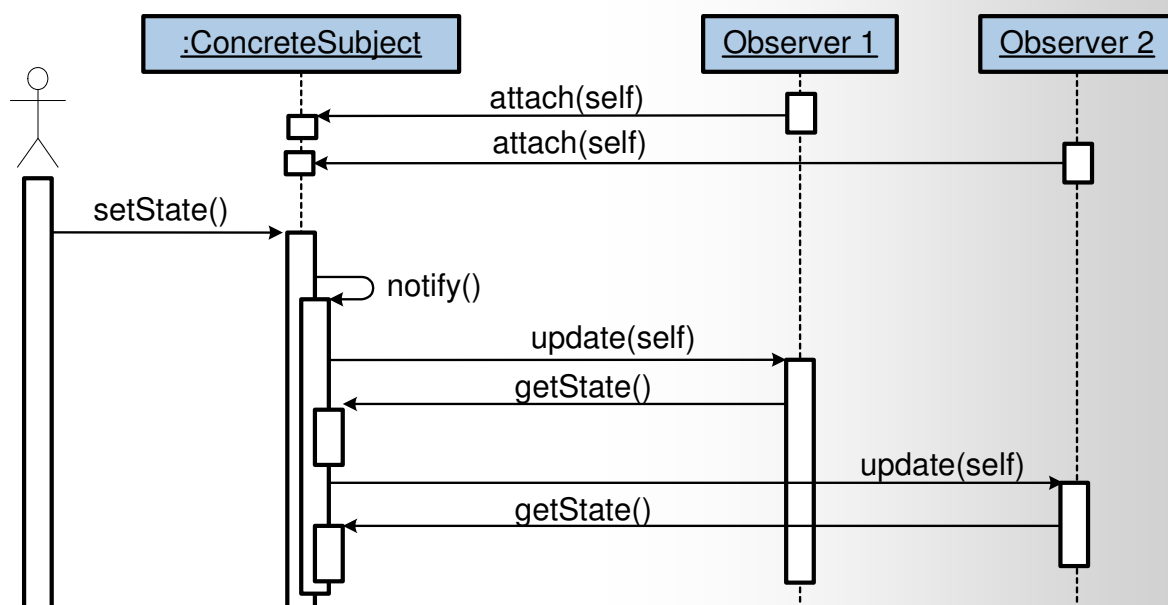 :ConcreteSubject
Observer 1
Observer 2
attach(self)
attach(self)
setState()
notify()
update(self)
getState()
update(self)
getState()